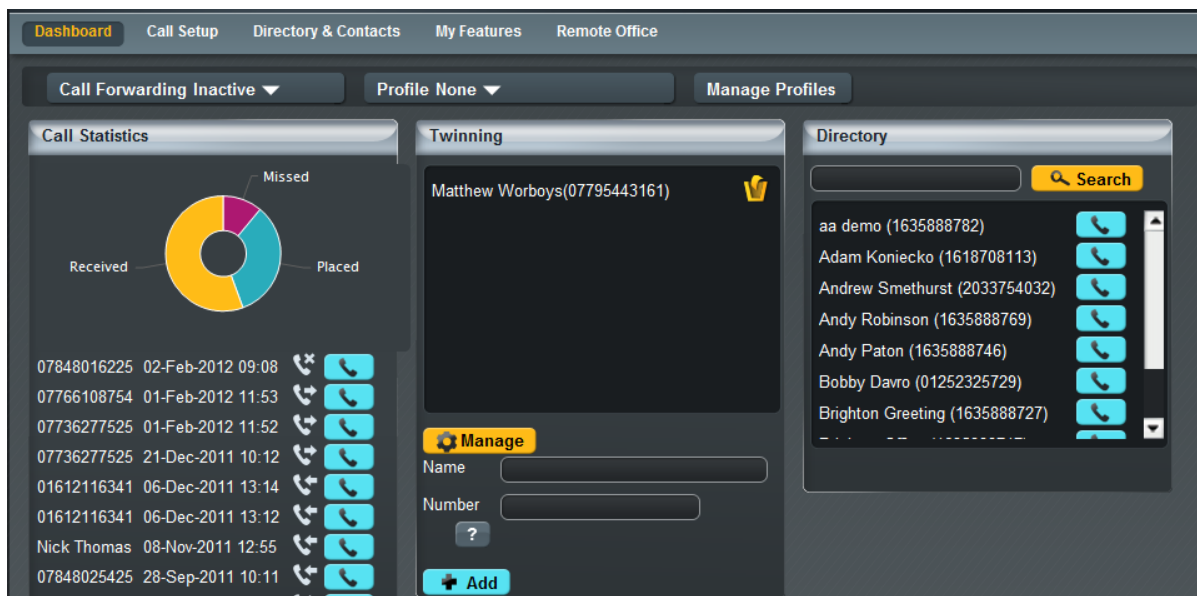 Dashboard Call Setup Directory & Contacts My Features Remote Office
Call Forwarding Inactive Profile None Manage Profiles
Call Statistics
Missed
Received
Placed
07848016225 02-Feb-2012 09:08
07766108754 01-Feb-2012 11:53
07736277525 01-Feb-2012 11:52
07736277525 21-Dec-2011 10:12
01612116341 06-Dec-2011 13:14
01612116341 06-Dec-2011 13:12
Nick Thomas 08-Nov-2011 12:55
07848025425 28-Sep-2011 10:11
Twinning
Matthew Worboys(07795443161)
Manage
Name
Number
?
Add
Directory
Search
aa demo (1635888782)
Adam Koniecko (1618708113)
Andrew Smethurst (2033754032)
Andy Robinson (1635888769)
Andy Paton (1635888746)
Bobby Davro (01252325729)
Brighton Greeting (1635888727)